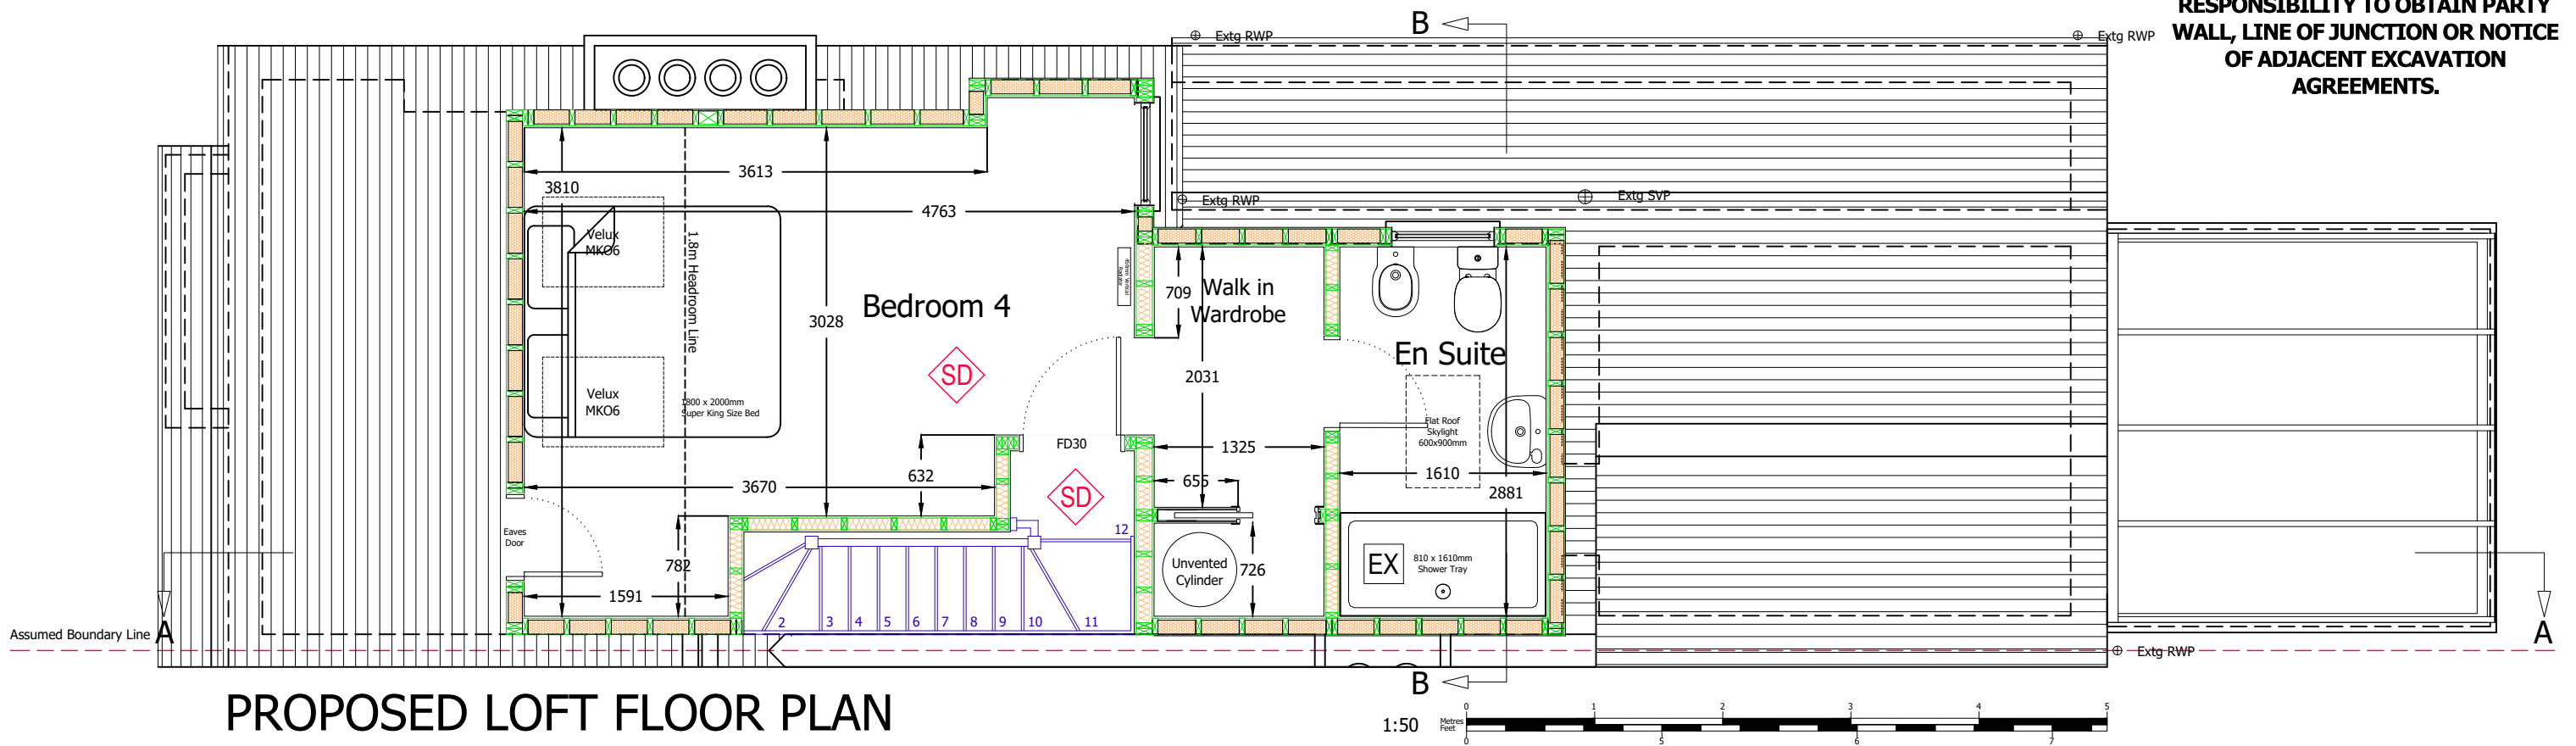 RESPONSIBILITY TO OBTAIN PARTY
WALL, LINE OF JUNCTION OR NOTICE
OF ADJACENT EXCAVATION
AGREEMENTS.
B
Extg RWP
Extg RWP
3613
3810
4763
Extg RWP
Extg SVP
Velux
MKO6
1.8m Headroom Line
3028
Bedroom 4
709
Walk in
Wardrobe
2031
En Suite
SD
Velux
MKO6
1800 x 2000mm
Super King Size Bed
Flat Roof
Skylight
600x900mm
FD30
632
1325
3670
655
1610
2881
SD
Eaves
Door
12
782
Unvented
Cylinder
726
EX
810 x 1610mm
Shower Tray
1591
2
3
4
5
6
7
8
9
10
11
Assumed Boundary Line
A
A
Extg RWP
B
PROPOSED LOFT FLOOR PLAN
1:50
Metres
Feet
0
1
2
3
4
5
0
5
6
7